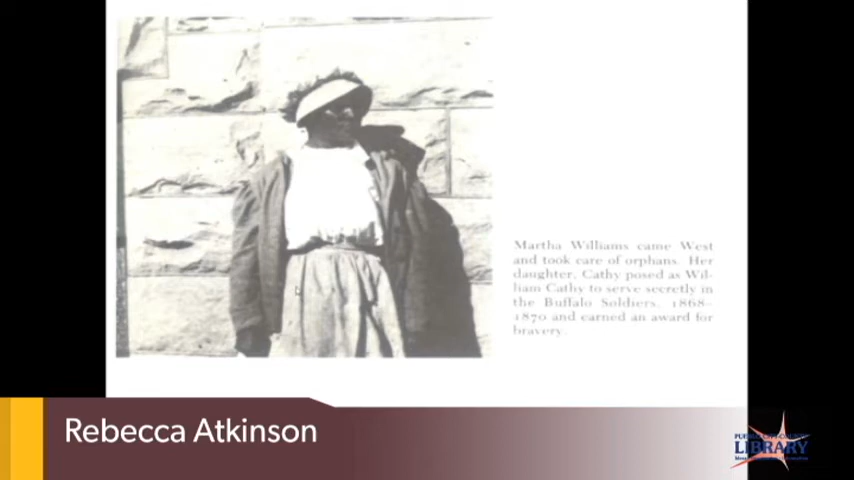 Martha Williams came West
and took care of orphans. Her
daughter, Cathy posed as Wil-
liam Cathy to serve secretly in
the Buffalo Soldiers, 1868–
1870 and earned an award for
bravery.
Rebecca Atkinson
LIBRARY